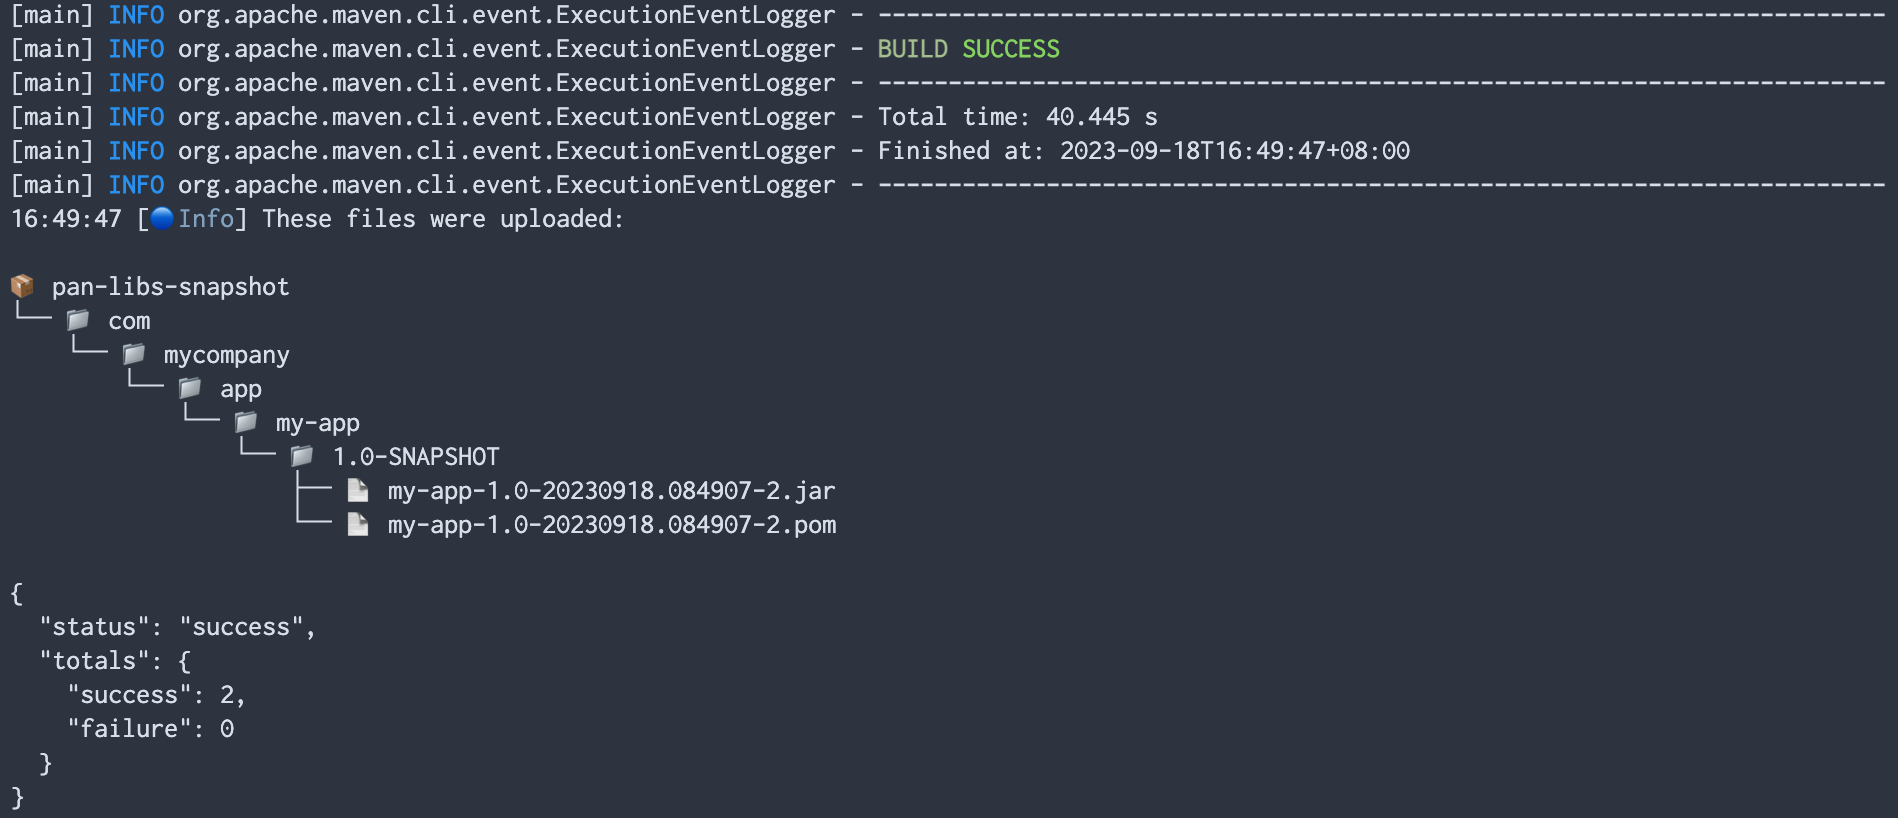 [main] INFO org.apache.maven.cli.event.ExecutionEventLogger - ------------------------------------------------------------------------
[main] INFO org.apache.maven.cli.event.ExecutionEventLogger - BUILD SUCCESS
[main] INFO org.apache.maven.cli.event.ExecutionEventLogger - ------------------------------------------------------------------------
[main] INFO org.apache.maven.cli.event.ExecutionEventLogger - Total time: 40.445 s
[main] INFO org.apache.maven.cli.event.ExecutionEventLogger - Finished at: 2023-09-18T16:49:47+08:00
[main] INFO org.apache.maven.cli.event.ExecutionEventLogger - ------------------------------------------------------------------------
16:49:47 [🔵Info] These files were uploaded:
📦 pan-libs-snapshot
└── 📁 com
    └── 📁 mycompany
        └── 📁 app
            └── 📁 my-app
                └── 📁 1.0-SNAPSHOT
                    ├── 📄 my-app-1.0-20230918.084907-2.jar
                    └── 📄 my-app-1.0-20230918.084907-2.pom
{
  "status": "success",
  "totals": {
    "success": 2,
    "failure": 0
  }
}